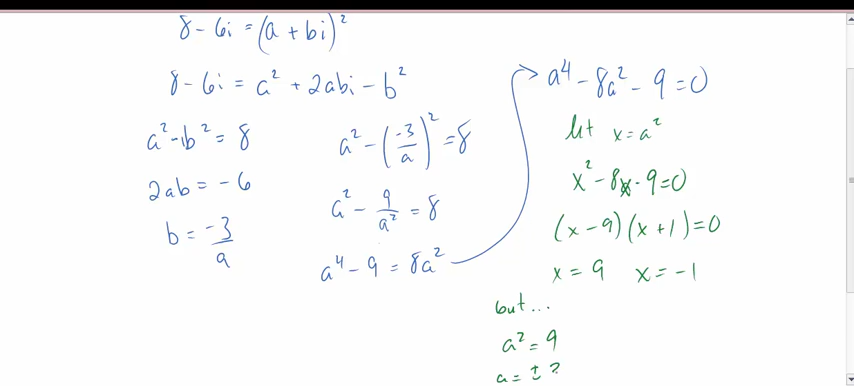 8 - 6i = (a + bi)²
8 - 6i = a² + 2abi - b²
a² - 1b² = 8
2ab = -6
b = -3/a
a² - (-3/a)² = 8
a² - 9/a² = 8
a⁴ - 9 = 8a²
a⁴ - 8a² - 9 = 0
let x = a²
x² - 8x - 9 = 0
(x - 9)(x + 1) = 0
x = 9 x = -1
but...
a² = 9
a = ±